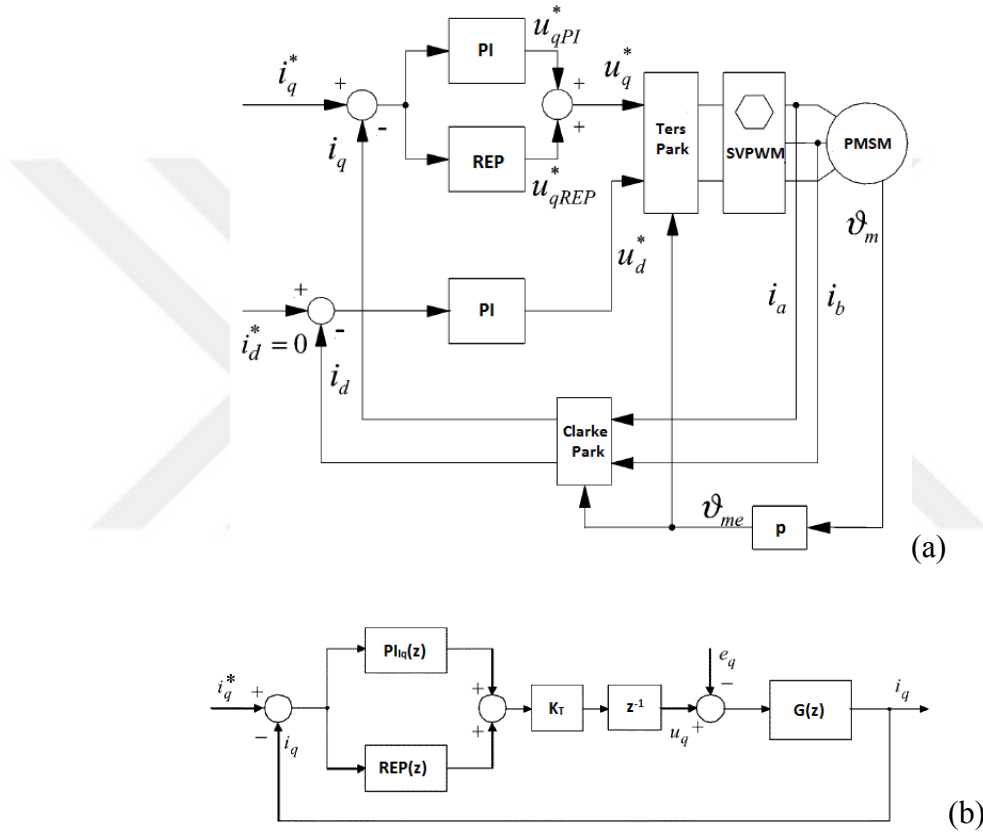 u*qPI
PI
i*q
+
-
+
+
u*q
REP
u*qREP
iq
Ters
Park
SVPWM
PMSM
ϑm
u*d
ia
ib
+
-
PI
i*d = 0
id
Clarke
Park
ϑme
p
(a)
PIIq(z)
iq*
+
−
iq
+
+
KT
z-1
eq
−
uq
+
G(z)
iq
REP(z)
(b)